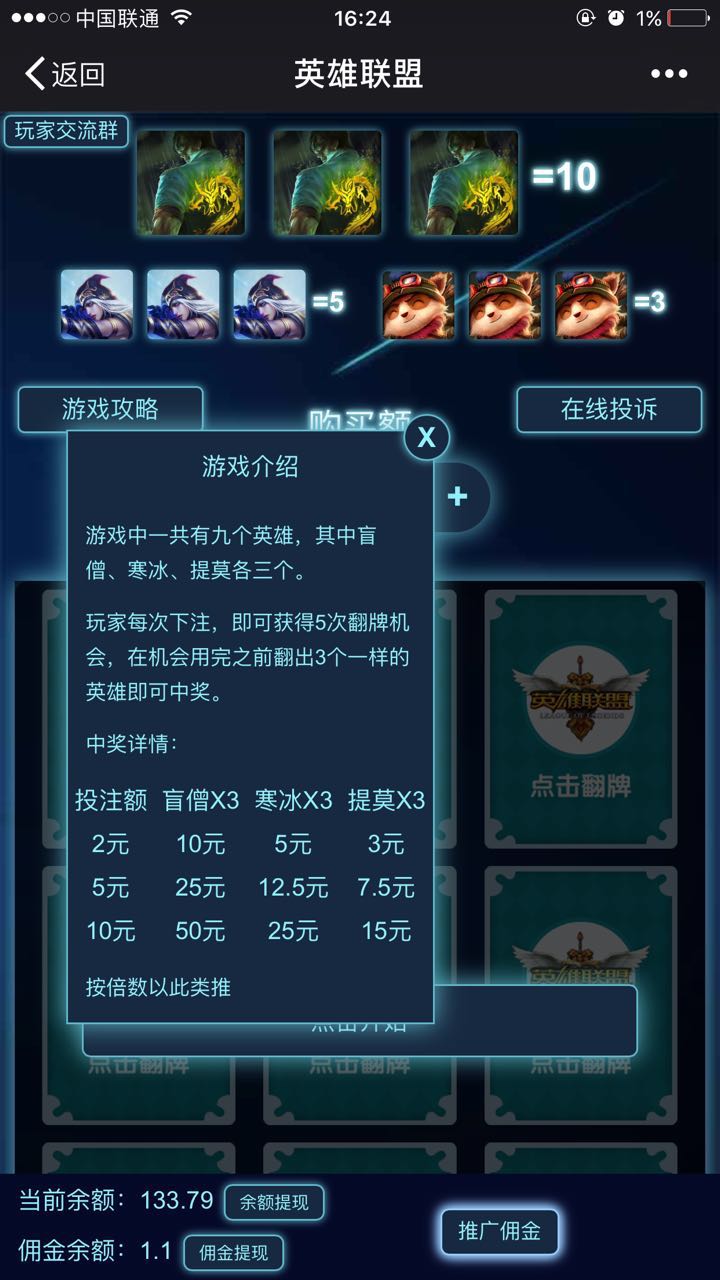 中国联通 16:24 1%
返回 英雄联盟
玩家交流群
=10
=5 =3
游戏攻略 购买额 在线投诉
X
游戏介绍
+
游戏中一共有九个英雄，其中盲
僧、寒冰、提莫各三个。
玩家每次下注，即可获得5次翻牌机
会，在机会用完之前翻出3个一样的
英雄即可中奖。
中奖详情：
投注额 盲僧X3 寒冰X3 提莫X3
2元 10元 5元 3元
5元 25元 12.5元 7.5元
10元 50元 25元 15元
按倍数以此类推
英雄联盟
点击翻牌
英雄联盟
点击开始
点击翻牌 点击翻牌 点击翻牌
当前余额：133.79 余额提现
佣金余额：1.1 佣金提现
推广佣金